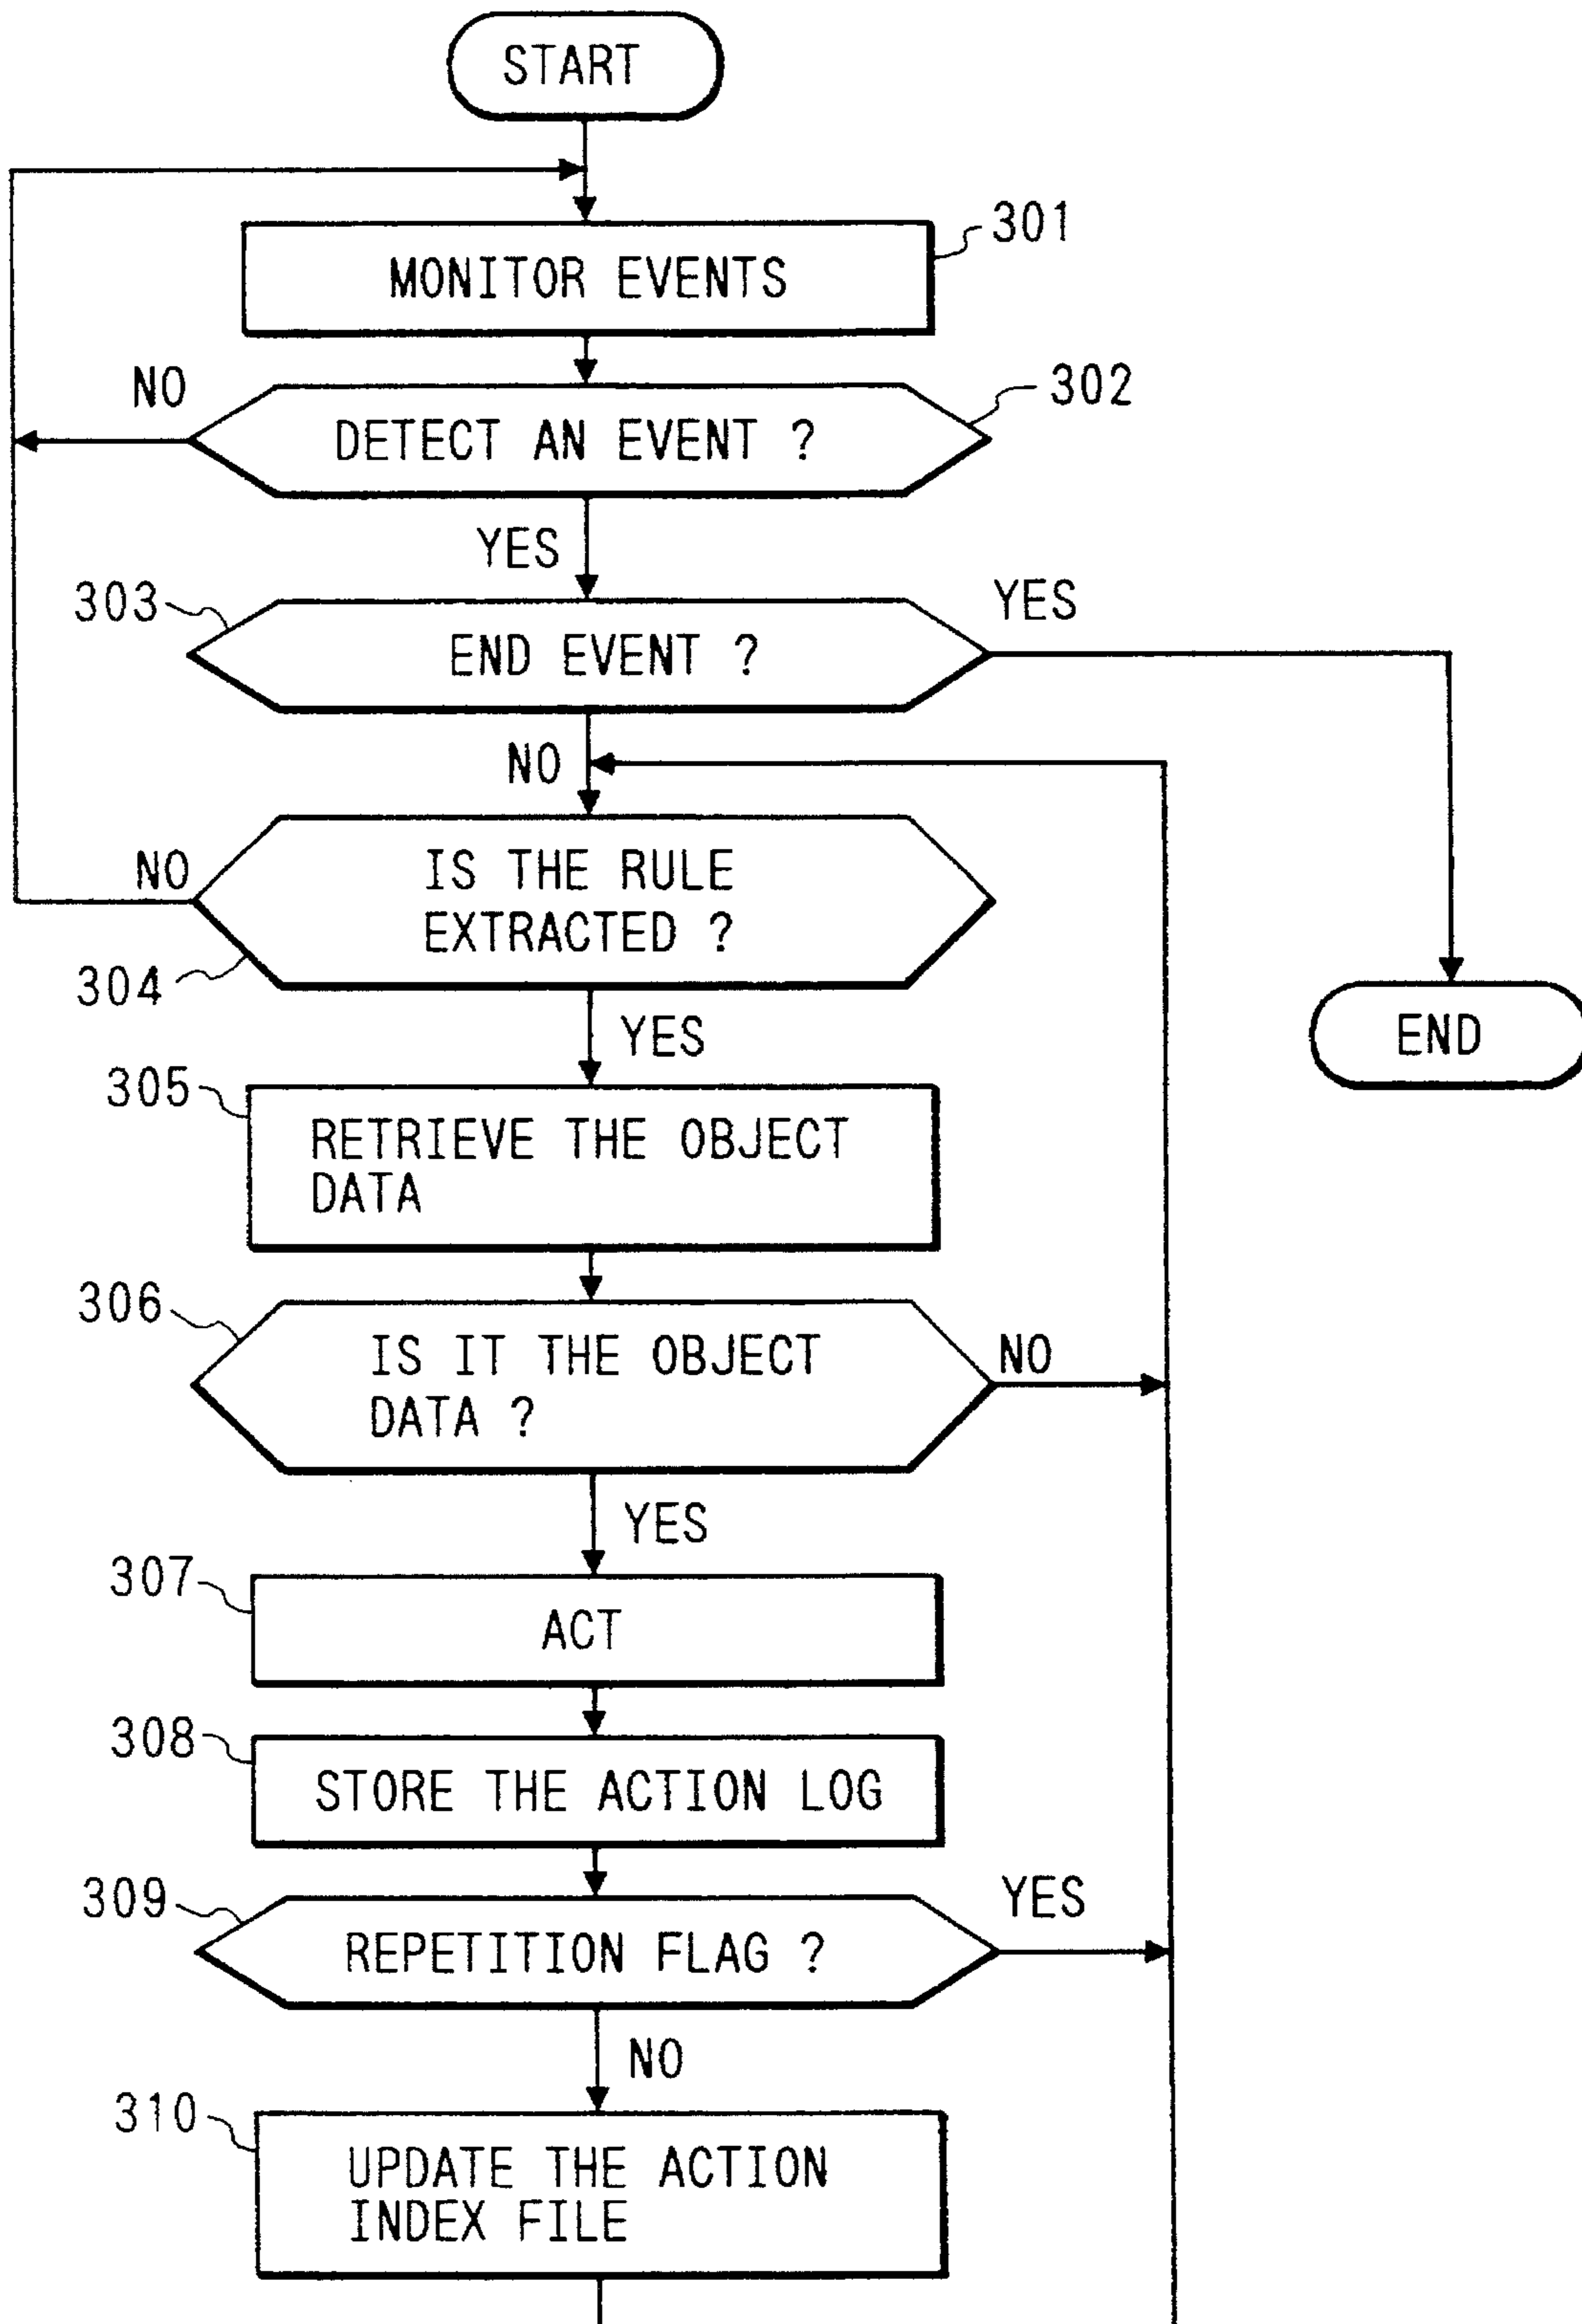 START
301
MONITOR EVENTS
302
NO
DETECT AN EVENT ?
YES
303
YES
END EVENT ?
NO
NO
IS THE RULE
EXTRACTED ?
304
YES
END
305
RETRIEVE THE OBJECT
DATA
306
IS IT THE OBJECT
DATA ?
NO
YES
307
ACT
308
STORE THE ACTION LOG
309
YES
REPETITION FLAG ?
NO
310
UPDATE THE ACTION
INDEX FILE